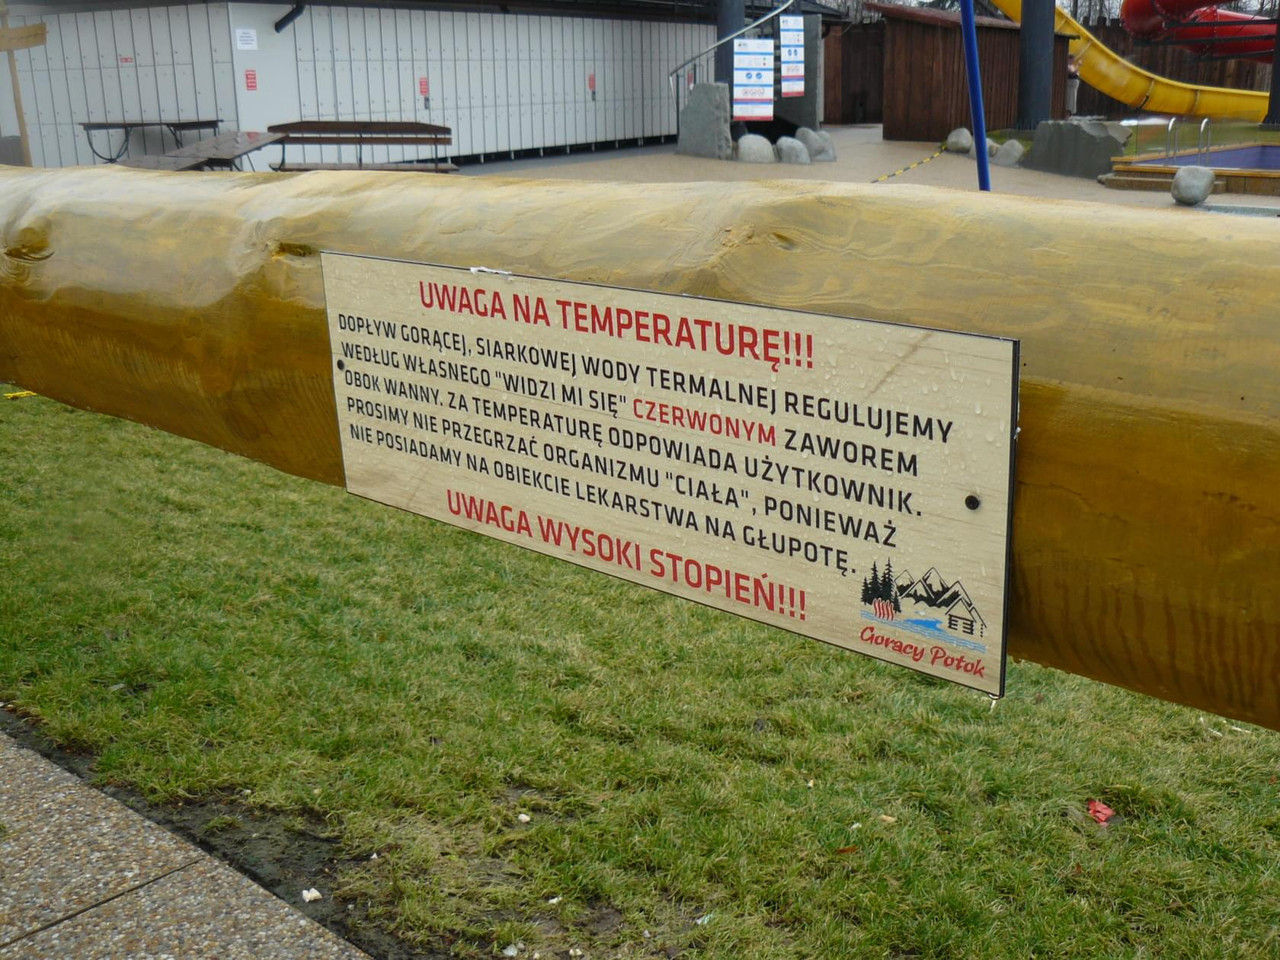 UWAGA NA TEMPERATURĘ!!!
DOPŁYW GORĄCEJ, SIARKOWEJ WODY TERMALNEJ REGULUJEMY
WEDŁUG WŁASNEGO "WIDZI MI SIĘ" CZERWONYM ZAWOREM
OBOK WANNY. ZA TEMPERATURĘ ODPOWIADA UŻYTKOWNIK.
PROSIMY NIE PRZEGRZAĆ ORGANIZMU "CIAŁA", PONIEWAŻ
NIE POSIADAMY NA OBIEKCIE LEKARSTWA NA GŁUPOTĘ.
UWAGA WYSOKI STOPIEŃ!!!
Gorący Potok